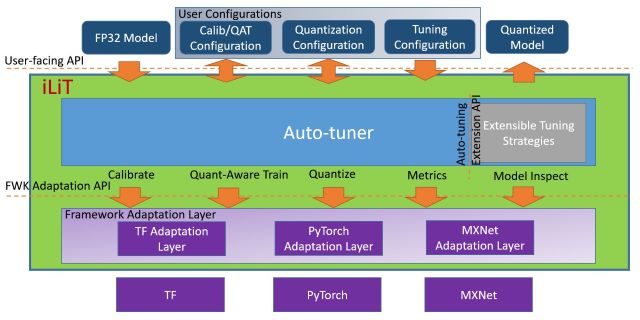 User Configurations
FP32 Model
Calib/QAT
Configuration
Quantization
Configuration
Tuning
Configuration
Quantized
Model
User-facing API
iLiT
Auto-tuner
Auto-tuning
Extension API
Extensible Tuning
Strategies
Calibrate
Quant-Aware Train
Quantize
Metrics
Model Inspect
FWK Adaptation API
Framework Adaptation Layer
TF Adaptation
Layer
PyTorch
Adaptation Layer
MXNet
Adaptation Layer
TF
PyTorch
MXNet